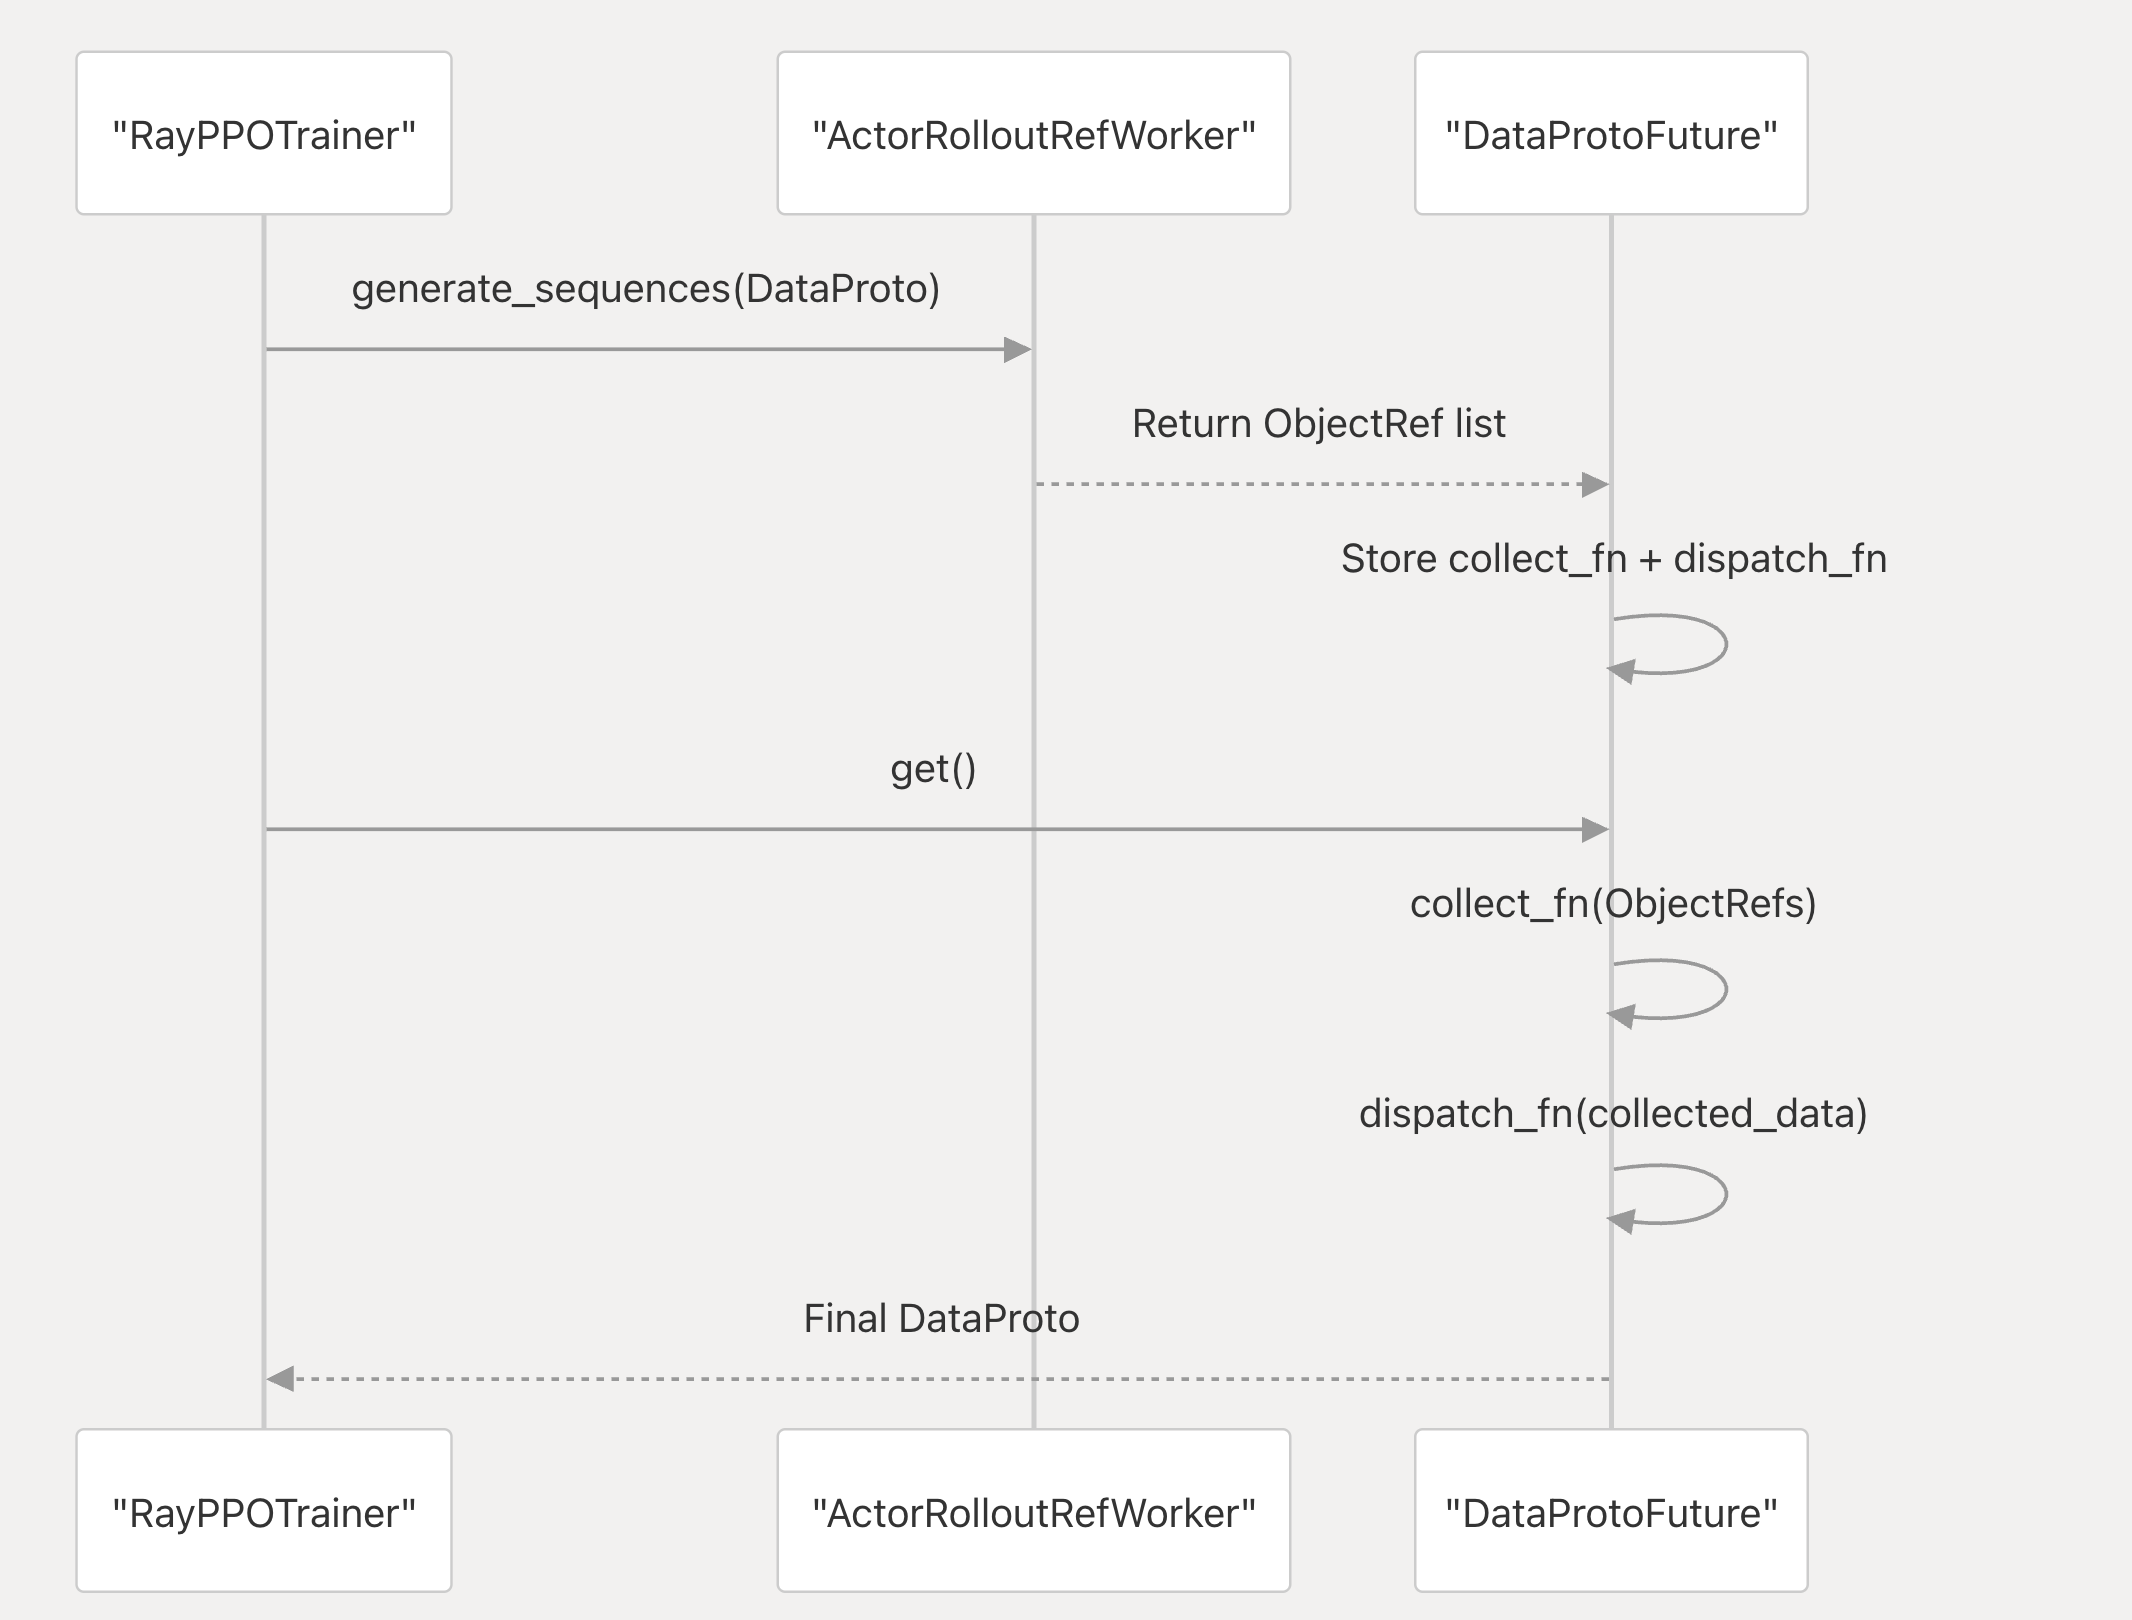 "RayPPOTrainer"
"ActorRolloutRefWorker"
"DataProtoFuture"
generate_sequences(DataProto)
Return ObjectRef list
Store collect_fn + dispatch_fn
get()
collect_fn(ObjectRefs)
dispatch_fn(collected_data)
Final DataProto
"RayPPOTrainer"
"ActorRolloutRefWorker"
"DataProtoFuture"